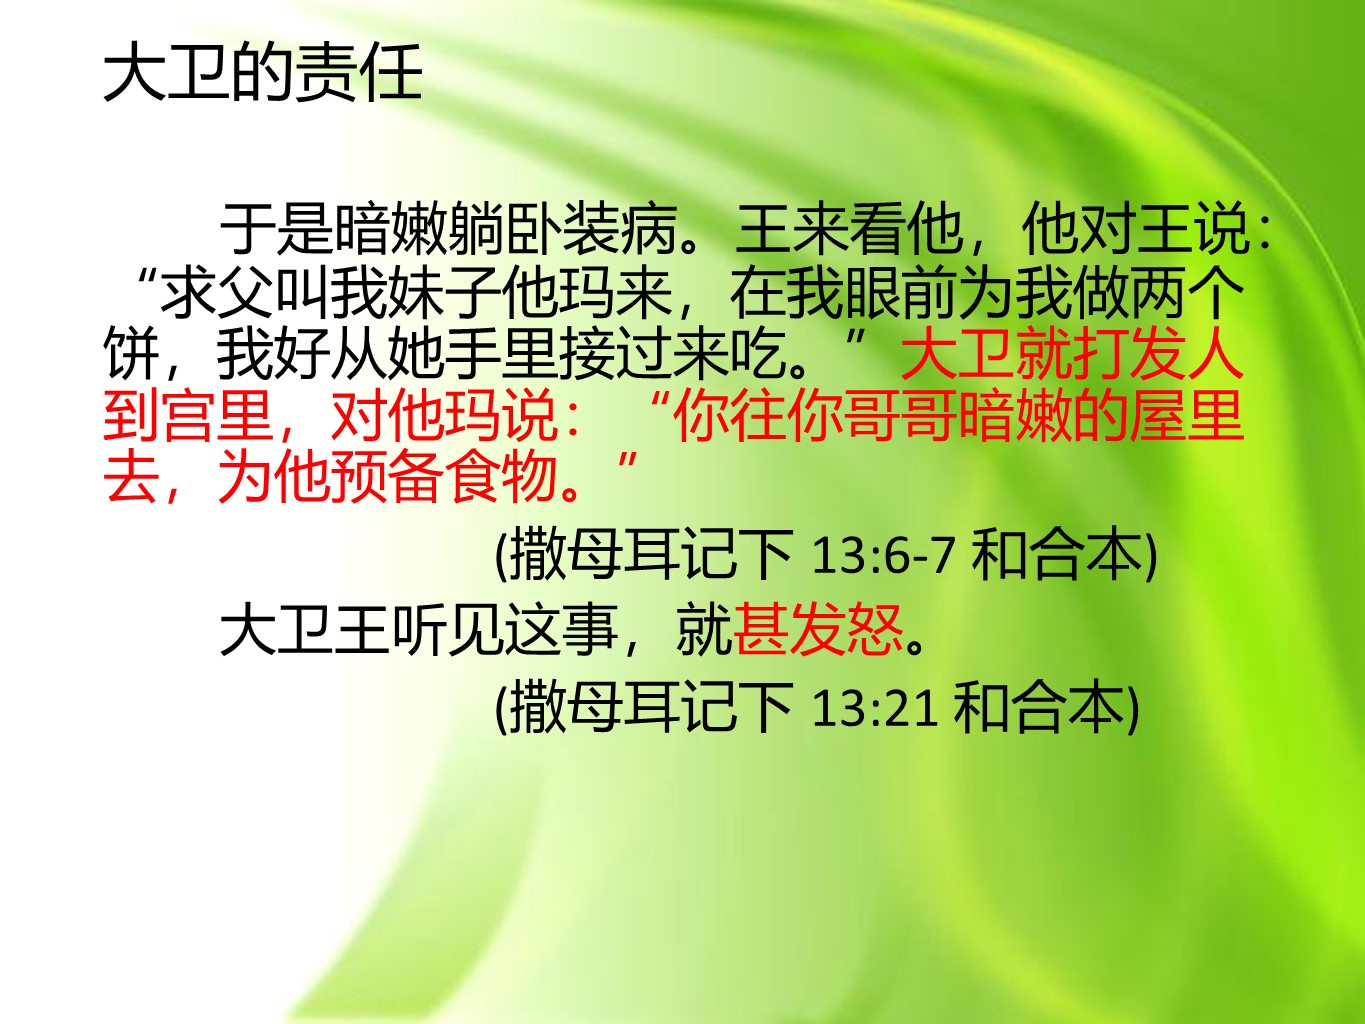 大卫的责任
于是暗嫩躺卧装病。王来看他，他对王说：
“求父叫我妹子他玛来，在我眼前为我做两个
饼，我好从她手里接过来吃。”大卫就打发人
到宫里，对他玛说：“你往你哥哥暗嫩的屋里
去，为他预备食物。”
(撒母耳记下 13:6-7 和合本)
大卫王听见这事，就甚发怒。
(撒母耳记下 13:21 和合本)